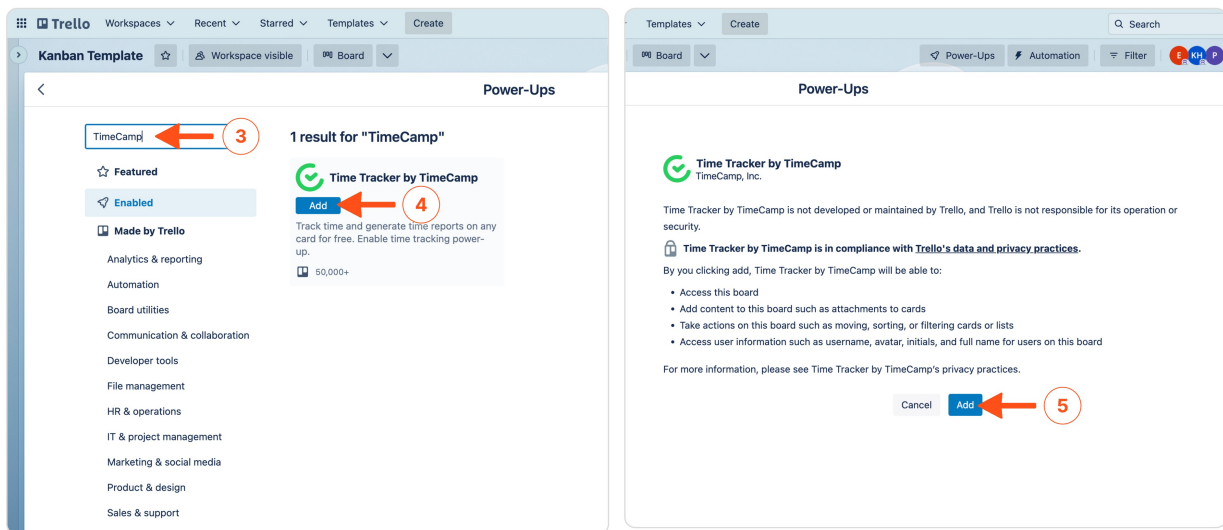 Trello Workspaces Recent Starred Templates Create
Kanban Template Workspace visible Board
Power-Ups
TimeCamp 3
Featured
Enabled
Made by Trello
Analytics & reporting
Automation
Board utilities
Communication & collaboration
Developer tools
File management
HR & operations
IT & project management
Marketing & social media
Product & design
Sales & support
1 result for "TimeCamp"
Time Tracker by TimeCamp
Add 4
Track time and generate time reports on any
card for free. Enable time tracking power-
up.
50,000+
Templates Create Search
Board Power-Ups Automation Filter E KH P
Power-Ups
Time Tracker by TimeCamp
TimeCamp, Inc.
Time Tracker by TimeCamp is not developed or maintained by Trello, and Trello is not responsible for its operation or
security.
Time Tracker by TimeCamp is in compliance with Trello's data and privacy practices.
By you clicking add, Time Tracker by TimeCamp will be able to:
• Access this board
• Add content to this board such as attachments to cards
• Take actions on this board such as moving, sorting, or filtering cards or lists
• Access user information such as username, avatar, initials, and full name for users on this board
For more information, please see Time Tracker by TimeCamp's privacy practices.
Cancel Add 5